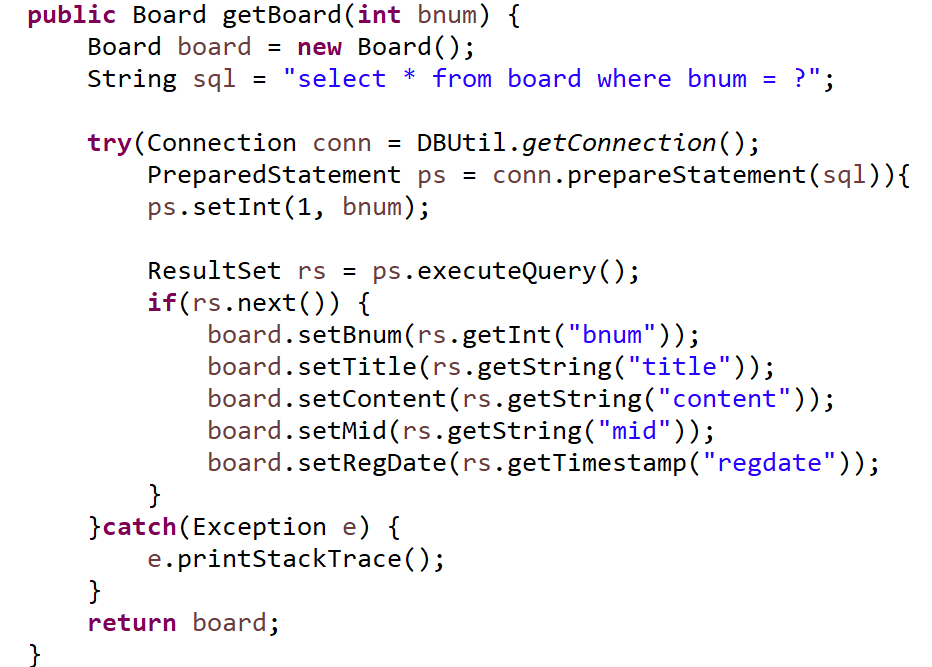 public Board getBoard(int bnum) {
    Board board = new Board();
    String sql = "select * from board where bnum = ?";
    try(Connection conn = DBUtil.getConnection();
        PreparedStatement ps = conn.prepareStatement(sql)){
        ps.setInt(1, bnum);
        ResultSet rs = ps.executeQuery();
        if(rs.next()) {
            board.setBnum(rs.getInt("bnum"));
            board.setTitle(rs.getString("title"));
            board.setContent(rs.getString("content"));
            board.setMid(rs.getString("mid"));
            board.setRegDate(rs.getTimestamp("regdate"));
        }
    }catch(Exception e) {
        e.printStackTrace();
    }
    return board;
}